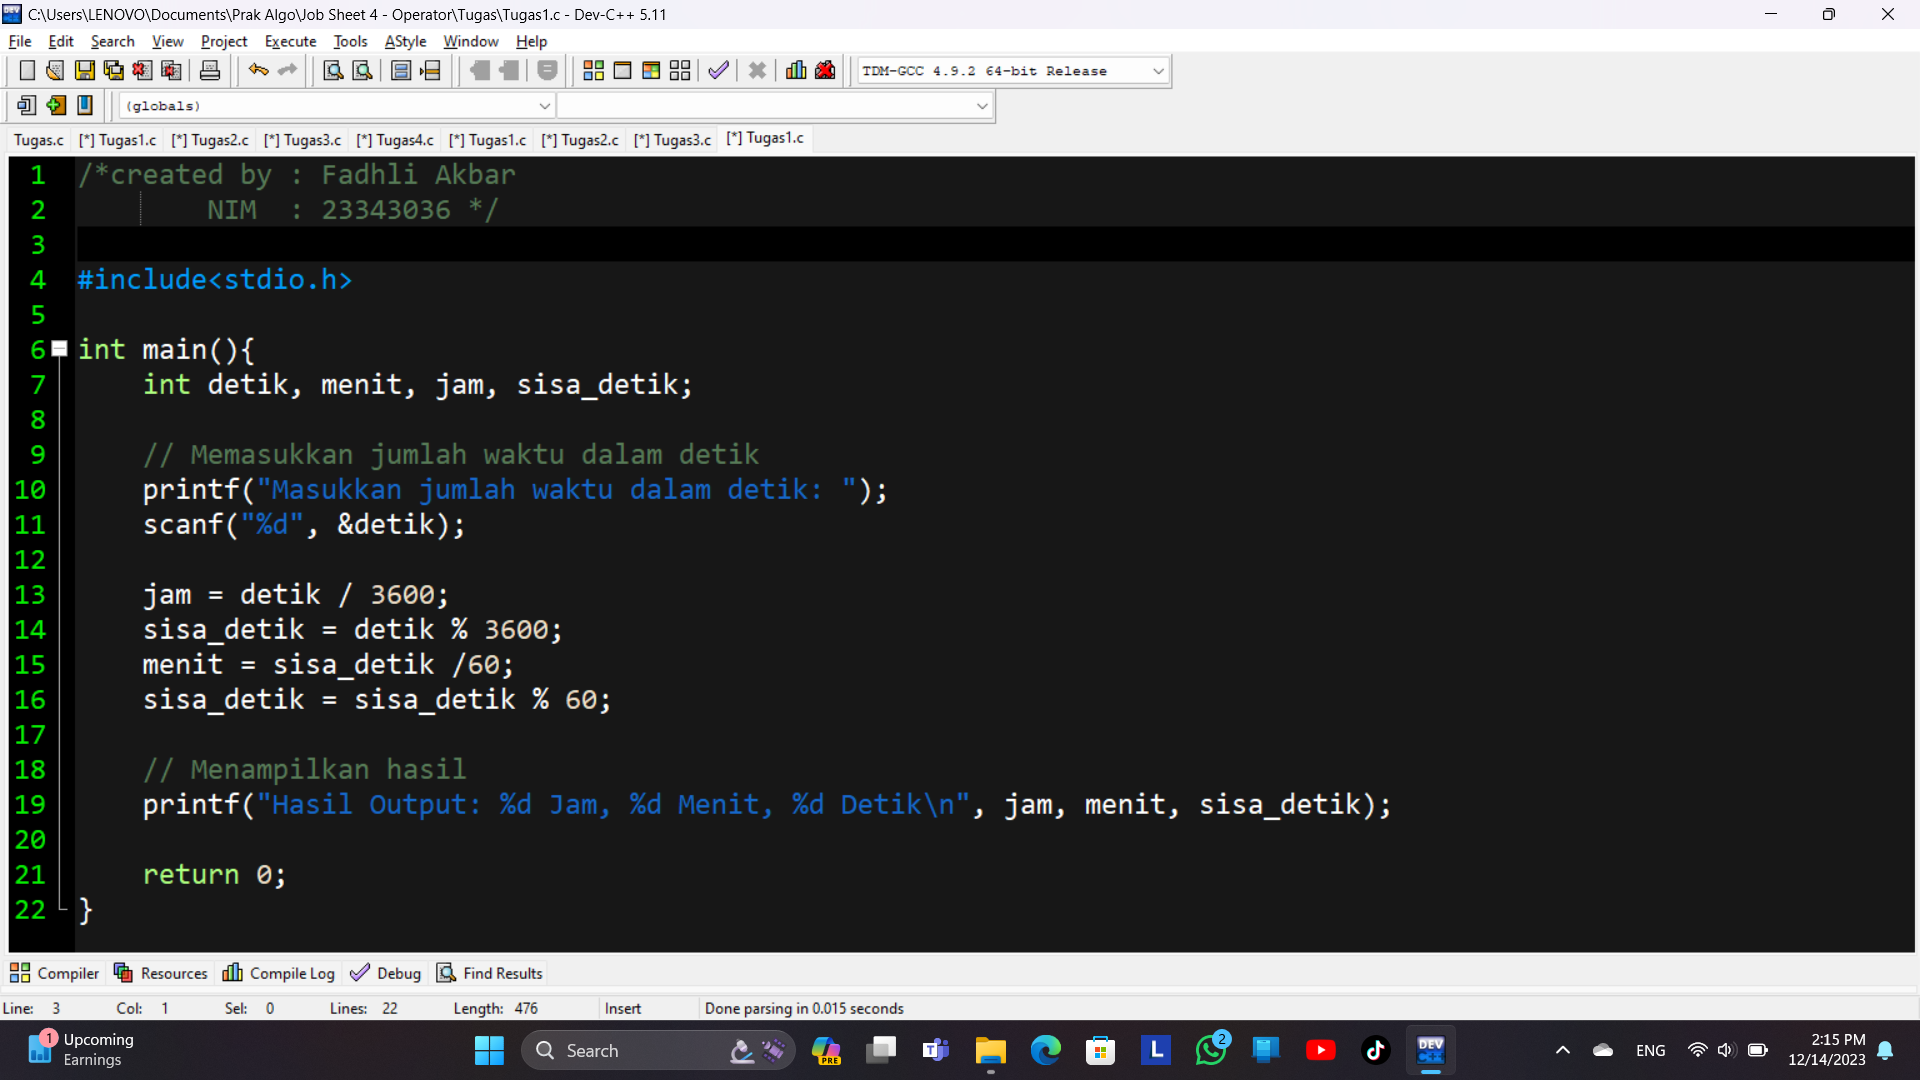 C:\Users\LENOVO\Documents\Prak Algo\Job Sheet 4 - Operator\Tugas\Tugas1.c - Dev-C++ 5.11
File Edit Search View Project Execute Tools AStyle Window Help
TDM-GCC 4.9.2 64-bit Release
(globals)
Tugas.c [*] Tugas1.c [*] Tugas2.c [*] Tugas3.c [*] Tugas4.c [*] Tugas1.c [*] Tugas2.c [*] Tugas3.c [*] Tugas1.c
1 /*created by : Fadhli Akbar
2 NIM : 23343036 */
3
4 #include<stdio.h>
5
6 int main(){
7 int detik, menit, jam, sisa_detik;
8
9 // Memasukkan jumlah waktu dalam detik
10 printf("Masukkan jumlah waktu dalam detik: ");
11 scanf("%d", &detik);
12
13 jam = detik / 3600;
14 sisa_detik = detik % 3600;
15 menit = sisa_detik /60;
16 sisa_detik = sisa_detik % 60;
17
18 // Menampilkan hasil
19 printf("Hasil Output: %d Jam, %d Menit, %d Detik\n", jam, menit, sisa_detik);
20
21 return 0;
22 }
Compiler Resources Compile Log Debug Find Results
Line: 3 Col: 1 Sel: 0 Lines: 22 Length: 476 Insert Done parsing in 0.015 seconds
1 Upcoming
Earnings
Search
PRE
T
L
2
DEV
C++
ENG
2:15 PM
12/14/2023